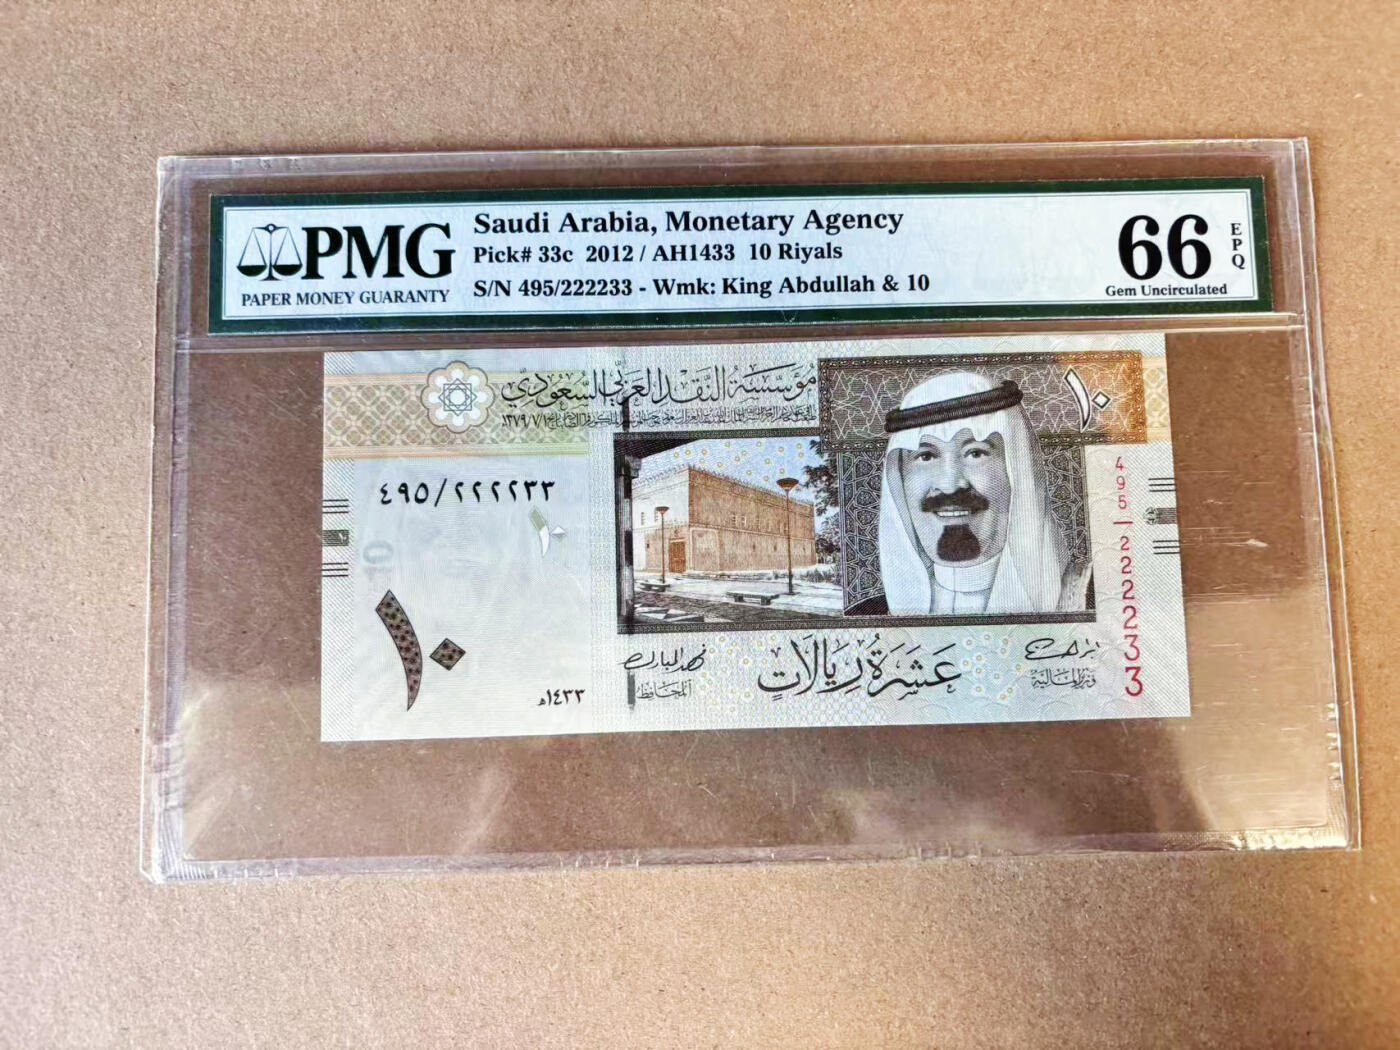 PMG
PAPER MONEY GUARANTY
Saudi Arabia, Monetary Agency
Pick# 33c 2012 / AH1433 10 Riyals
S/N 495/222233 - Wmk: King Abdullah & 10
66
EPQ
Gem Uncirculated
مؤسسة النقد العربي السعودي
١٠
٤٩٥/٢٢٢٢٣٣
١٠
495-222233
١٠
١٤٣٣هـ
المحافظ
عَشَرَةُ رِيَالَاتٍ
وزير المالية